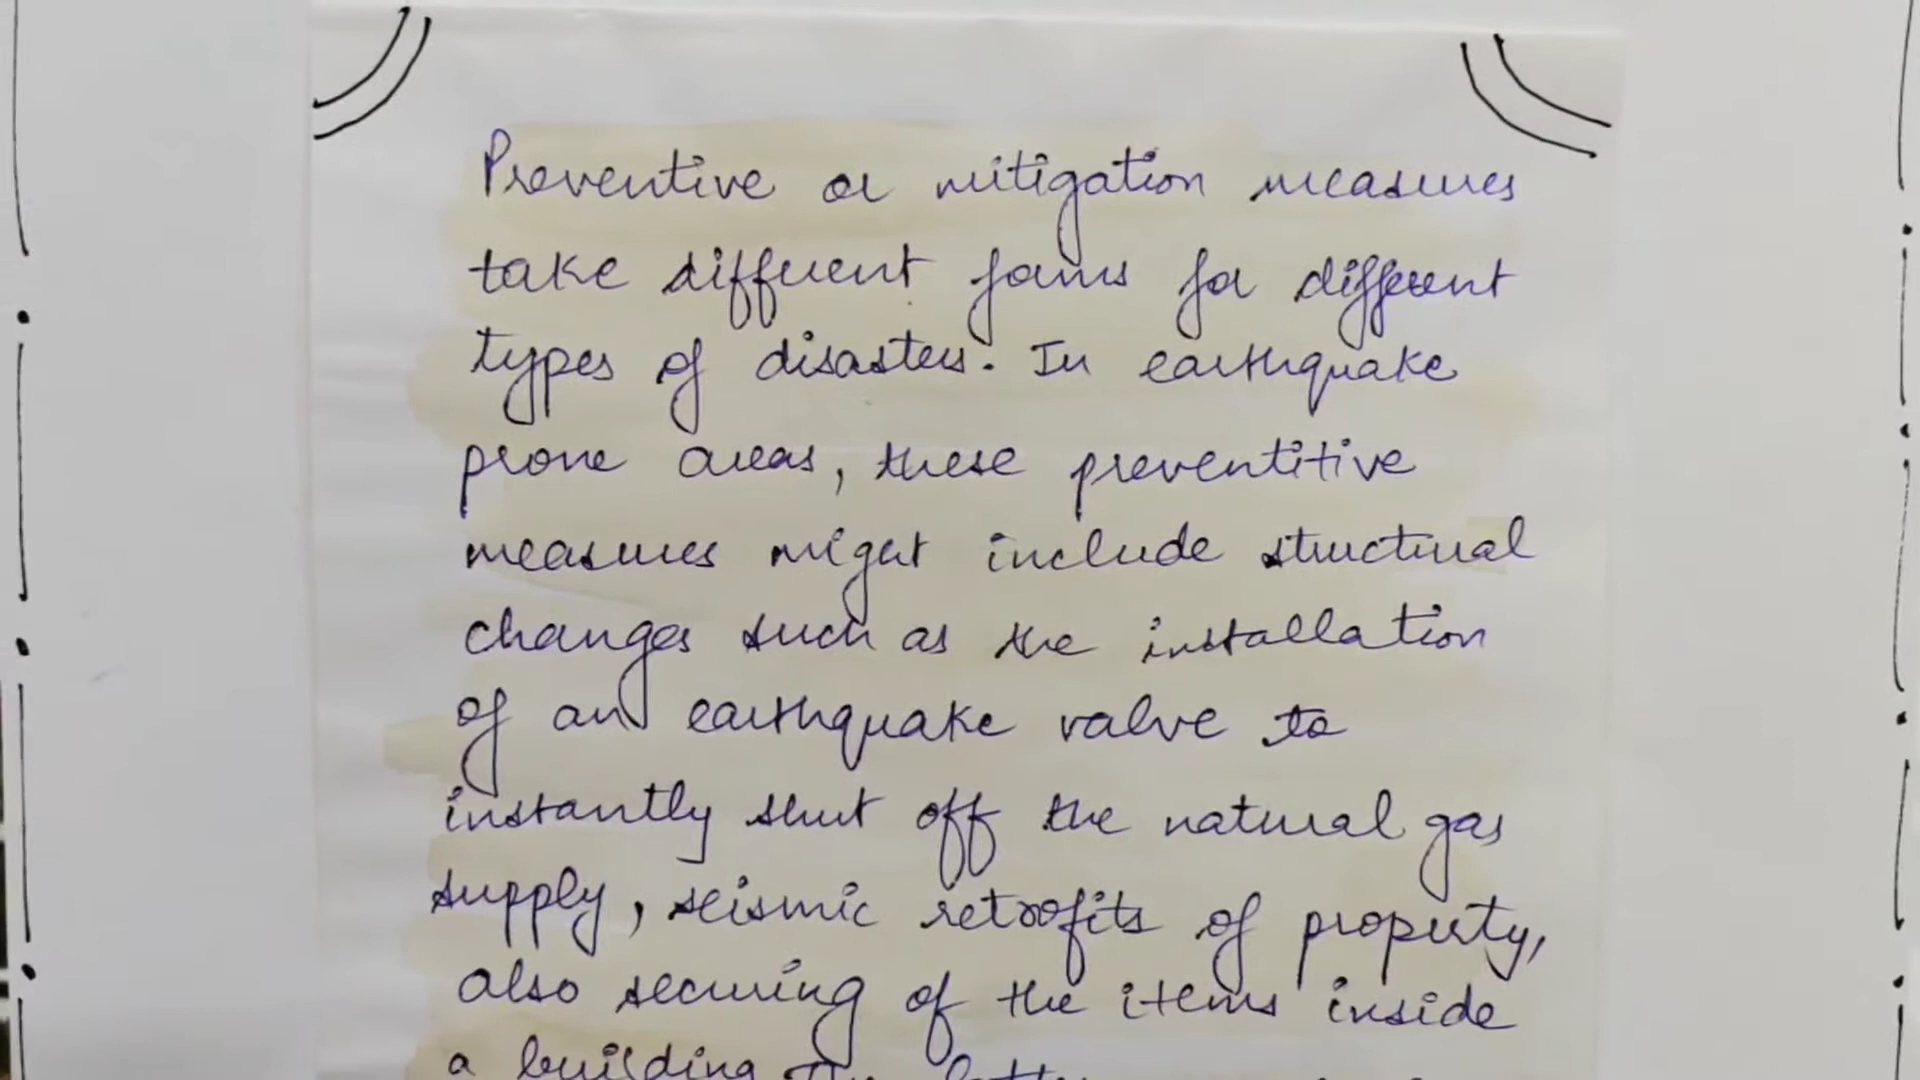 Preventive or mitigation measures
take different forms for different
types of disasters. In earthquake
prone areas, these preventitive
measures might include structural
changes such as the installation
of an earthquake valve to
instantly shut off the natural gas
supply, seismic retrofits of property,
also securing of the items inside
a building